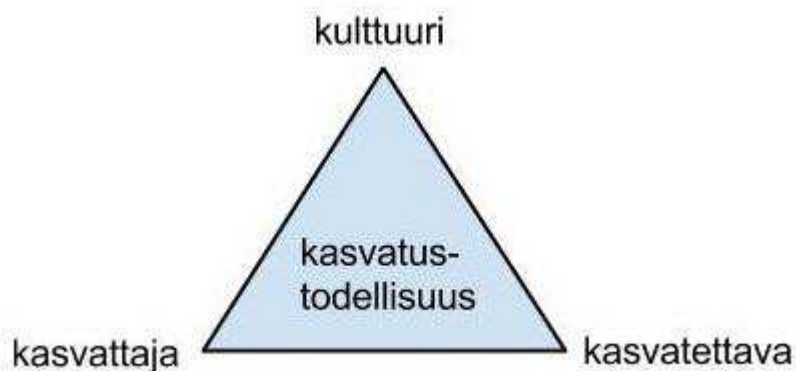 kulttuuri
kasvatus-
todellisuus
kasvattaja
kasvatettava